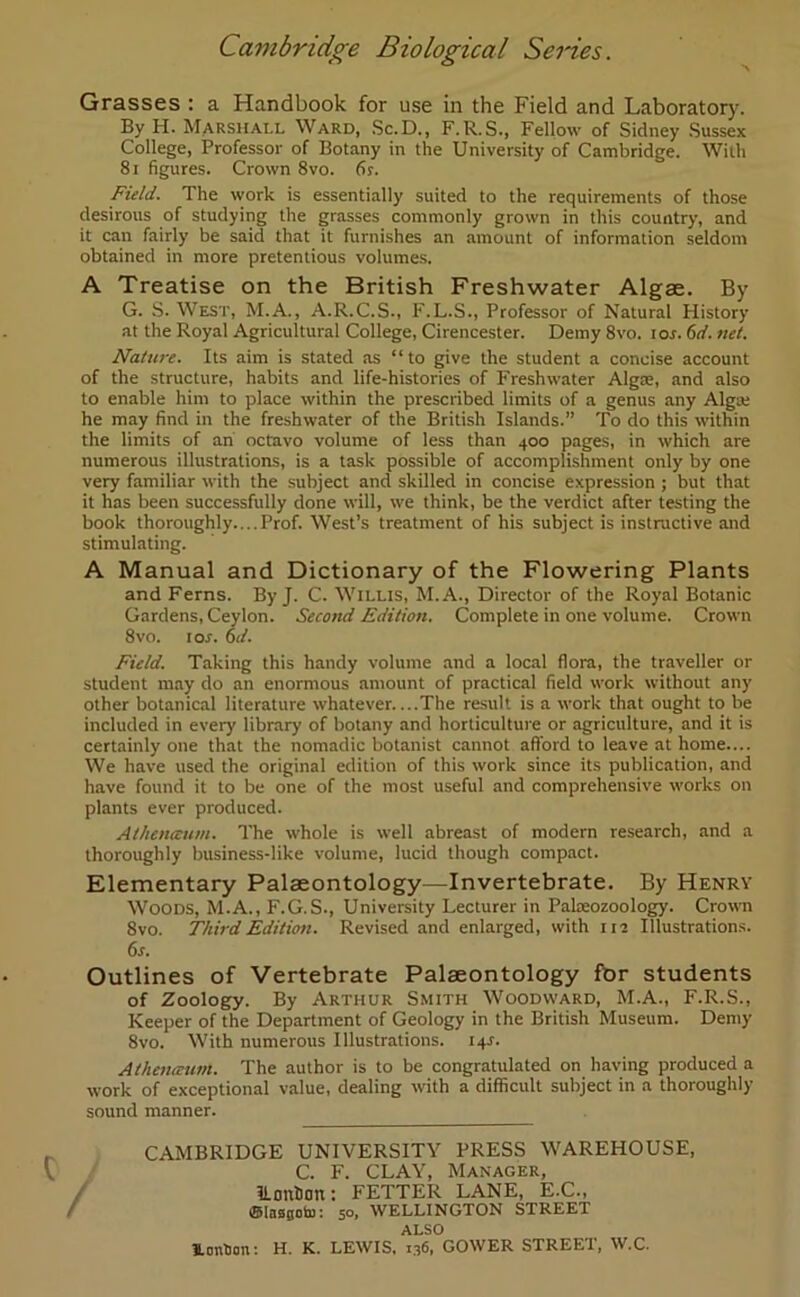 Cambridge Biological Series.
Grasses : a Handbook for use in the Field and Laboratory.
By H. MARSHALL WARD, Sc.D., F.R.S., Fellow of Sidney Sussex
College, Professor of Botany in the University of Cambridge. With
81 figures. Crown 8vo. 6s.
Field. The work is essentially suited to the requirements of those
desirous of studying the grasses commonly grown in this country, and
it can fairly be said that it furnishes an amount of information seldom
obtained in more pretentious volumes.
A Treatise on the British Freshwater Algæ. By
G. S. WEST, M.A., A.R.C.S., F.L.S., Professor of Natural History
at the Royal Agricultural College, Cirencester. Demy 8vo. 10s. 6d. net.
Nature. Its aim is stated as “to give the student a concise account
of the structure, habits and life-histories of Freshwater Algæ, and also
to enable him to place within the prescribed limits of a genus any Algæ
he may find in the freshwater of the British Islands.” To do this within
the limits of an octavo volume of less than 400 pages, in which are
numerous illustrations, is a task possible of accomplishment only by one
very familiar with the subject and skilled in concise expression ; but that
it has been successfully done will, we think, be the verdict after testing the
book thoroughly....Prof. West's treatment of his subject is instructive and
stimulating.
A Manual and Dictionary of the Flowering Plants
and Ferns. By J. C. WILLIS, M.A., Director of the Royal Botanic
Gardens, Ceylon. Second Edition. Complete in one volume. Crown
8vo. 10s. 6d.
Field. Taking this handy volume and a local flora, the traveller or
student may do an enormous amount of practical field work without any
other botanical literature whatever....The result is a work that ought to be
included in every library of botany and horticulture or agriculture, and it is
certainly one that the nomadic botanist cannot afford to leave at home....
We have used the original edition of this work since its publication, and
have found it to be one of the most useful and comprehensive works on
plants ever produced.
Athenæum. The whole is well abreast of modern research, and a
thoroughly business-like volume, lucid though compact.
Elementary Palæontology—Invertebrate. By HENRY
WOODS, M.A., F.G.S., University Lecturer in Palæozoology. Crown
8vo. Third Edition. Revised and enlarged, with 112 Illustrations.
6s.
Outlines of Vertebrate Palæontology for students
of Zoology. By ARTHUR SMITH WOODWARD, M.A., F.R.S.,
Keeper of the Department of Geology in the British Museum. Demy
8vo. With numerous Illustrations. 14s.
Athenæum. The author is to be congratulated on having produced a
work of exceptional value, dealing with a difficult subject in a thoroughly
sound manner.
CAMBRIDGE UNIVERSITY PRESS WAREHOUSE,
C. F. CLAY, MANAGER,
London: FETTER LANE, E.C.,
Glasgow: 50, WELLINGTON STREET
ALSO
London: H. K. LEWIS, 136, GOWER STREET, W.C.